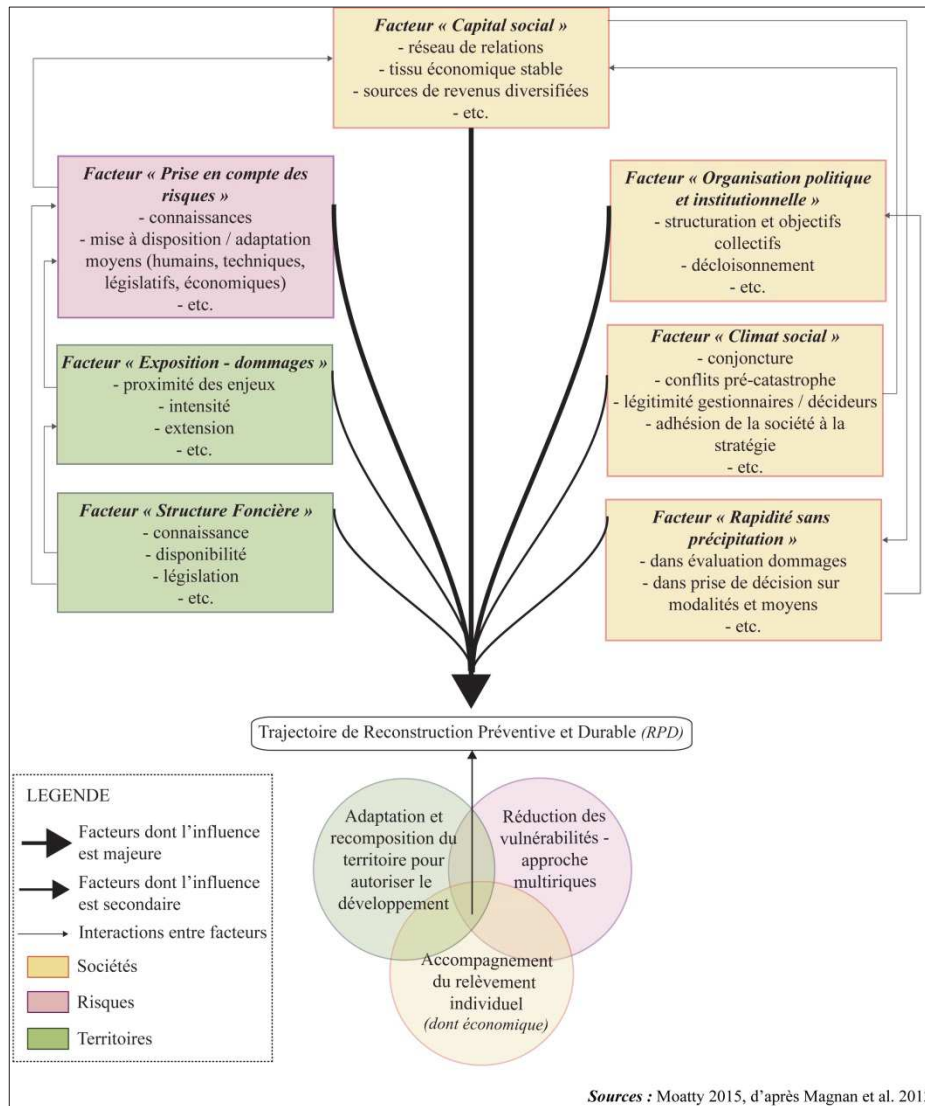 Facteur « Capital social »
- réseau de relations
- tissu économique stable
- sources de revenus diversifiées
- etc.
Facteur « Prise en compte des
risques »
- connaissances
- mise à disposition / adaptation
moyens (humains, techniques,
législatifs, économiques)
- etc.
Facteur « Exposition - dommages »
- proximité des enjeux
- intensité
- extension
- etc.
Facteur « Structure Foncière »
- connaissance
- disponibilité
- législation
- etc.
Facteur « Organisation politique
et institutionnelle »
- structuration et objectifs
collectifs
- décloisonnement
- etc.
Facteur « Climat social »
- conjoncture
- conflits pré-catastrophe
- légitimité gestionnaires / décideurs
- adhésion de la société à la
stratégie
- etc.
Facteur « Rapidité sans
précipitation »
- dans évaluation dommages
- dans prise de décision sur
modalités et moyens
- etc.
Trajectoire de Reconstruction Préventive et Durable (RPD)
Adaptation et
recomposition du
territoire pour
autoriser le
développement
Réduction des
vulnérabilités -
approche
multiriques
Accompagnement
du relèvement
individuel
(dont économique)
LEGENDE
Facteurs dont l'influence
est majeure
Facteurs dont l'influence
est secondaire
Interactions entre facteurs
Sociétés
Risques
Territoires
Sources : Moatty 2015, d'après Magnan et al.